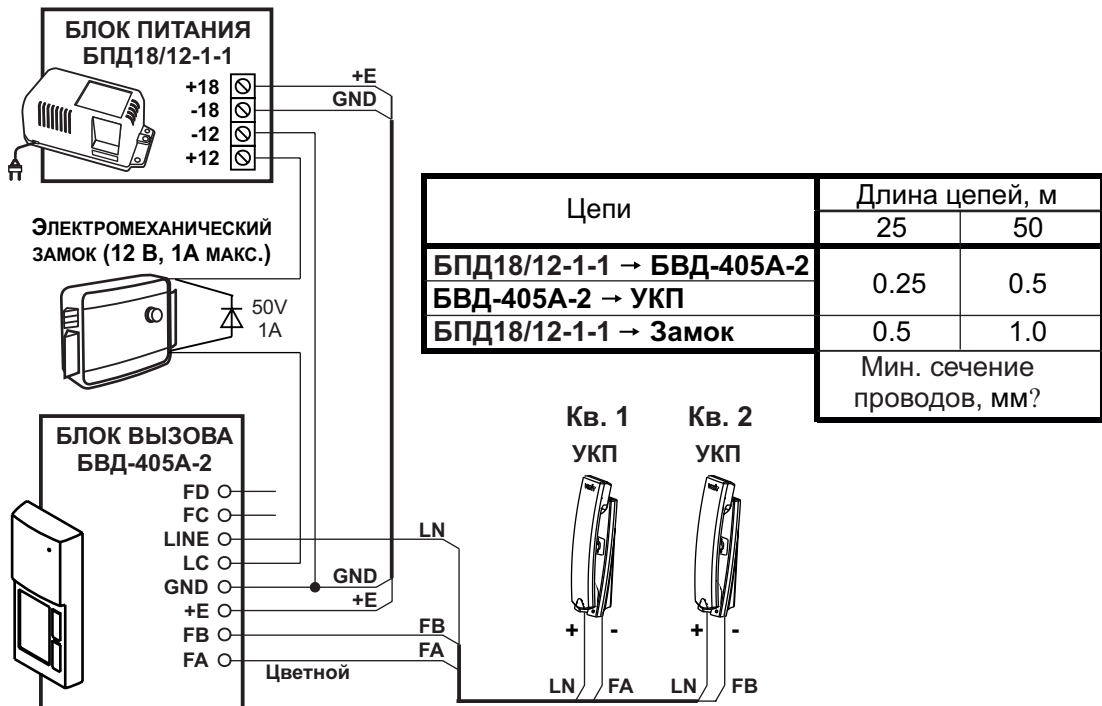 БЛОК ПИТАНИЯ
БПД18/12-1-1
+18
-18
-12
+12
+E
GND
ЭЛЕКТРОМЕХАНИЧЕСКИЙ
ЗАМОК (12 В, 1А МАКС.)
50V
1A
Цепи
Длина цепей, м
25
50
БПД18/12-1-1 → БВД-405А-2
БВД-405А-2 → УКП
0.25
0.5
БПД18/12-1-1 → Замок
0.5
1.0
Мин. сечение
проводов, мм?
БЛОК ВЫЗОВА
БВД-405А-2
FD
FC
LINE
LC
GND
+E
FB
FA
LN
GND
+E
FB
FA
Цветной
Кв. 1
УКП
+ -
LN FA
Кв. 2
УКП
+ -
LN FB